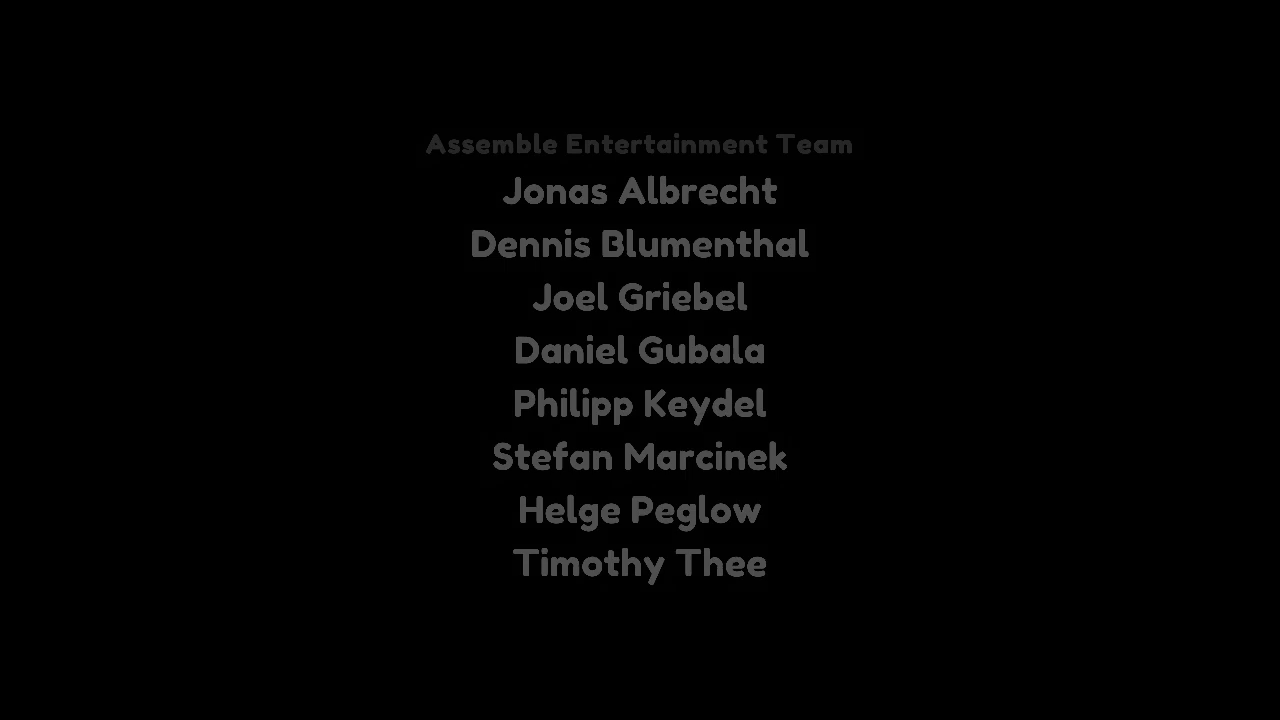 Assemble Entertainment Team
Jonas Albrecht
Dennis Blumenthal
Joel Griebel
Daniel Gubala
Philipp Keydel
Stefan Marcinek
Helge Peglow
Timothy Thee